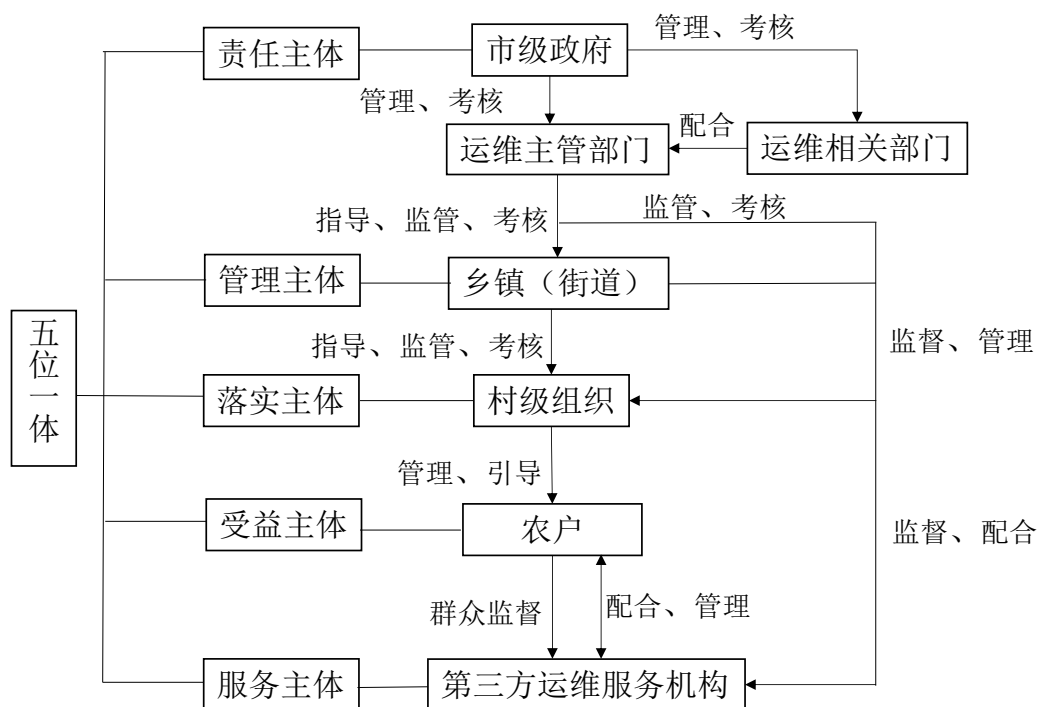 责任主体
市级政府
管理、考核
管理、考核
运维主管部门
配合
运维相关部门
指导、监管、考核
监管、考核
管理主体
乡镇（街道）
五位一体
指导、监管、考核
监督、管理
落实主体
村级组织
管理、引导
受益主体
农户
监督、配合
群众监督
配合、管理
服务主体
第三方运维服务机构